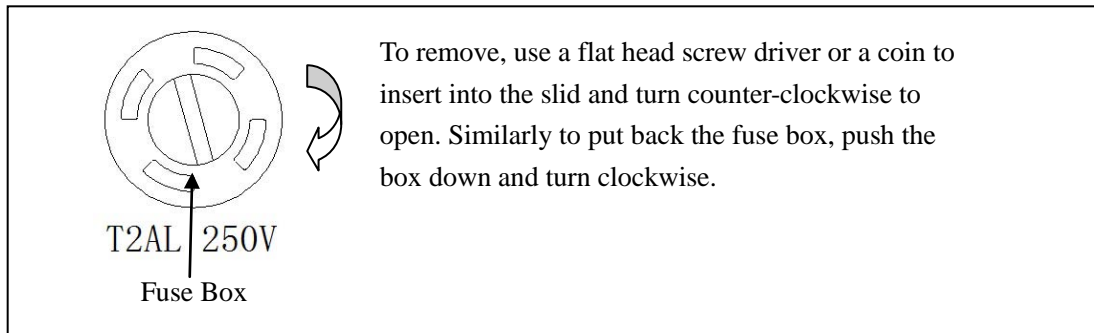 To remove, use a flat head screw driver or a coin to
insert into the slid and turn counter-clockwise to
open. Similarly to put back the fuse box, push the
box down and turn clockwise.
T2AL 250V
Fuse Box